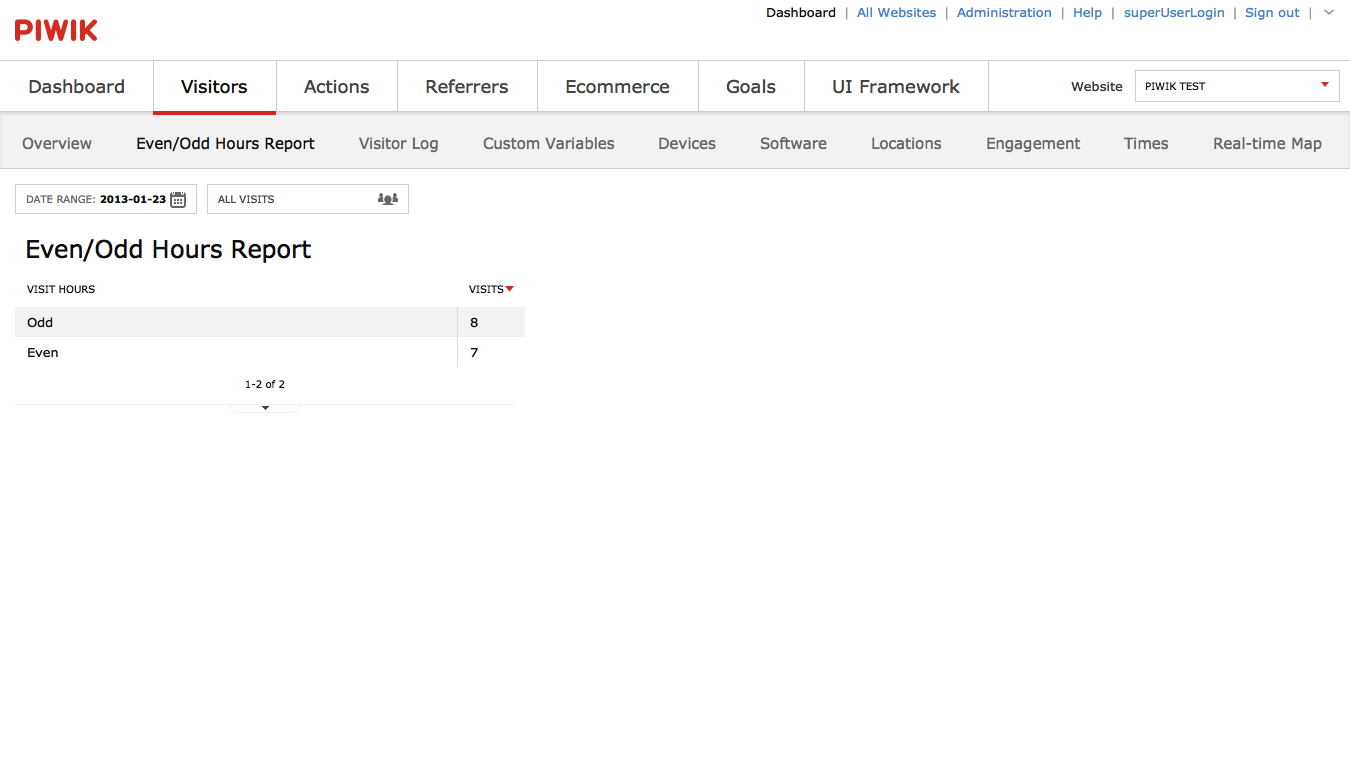 Dashboard | All Websites | Administration | Help | superUserLogin | Sign out |
PIWIK
Dashboard Visitors Actions Referrers Ecommerce Goals UI Framework Website PIWIK TEST
Overview Even/Odd Hours Report Visitor Log Custom Variables Devices Software Locations Engagement Times Real-time Map
DATE RANGE: 2013-01-23 ALL VISITS
Even/Odd Hours Report
VISIT HOURS VISITS
Odd 8
Even 7
1-2 of 2